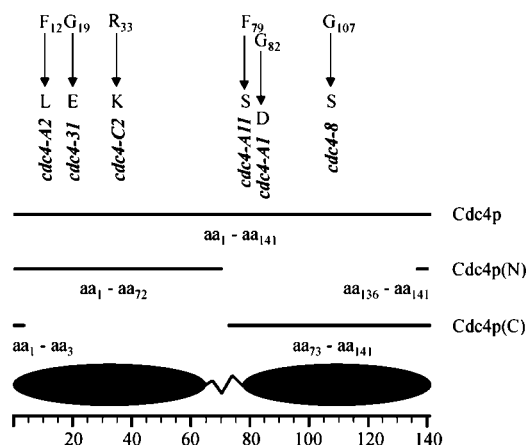 F12 G19 R33 F79 G82 G107
L E K S D S
cdc4-A2 cdc4-31 cdc4-C2 cdc4-A11 cdc4-A1 cdc4-8
Cdc4p
aa1 - aa141
Cdc4p(N)
aa1 - aa72 aa136 - aa141
Cdc4p(C)
aa1 - aa3 aa73 - aa141
20 40 60 80 100 120 140